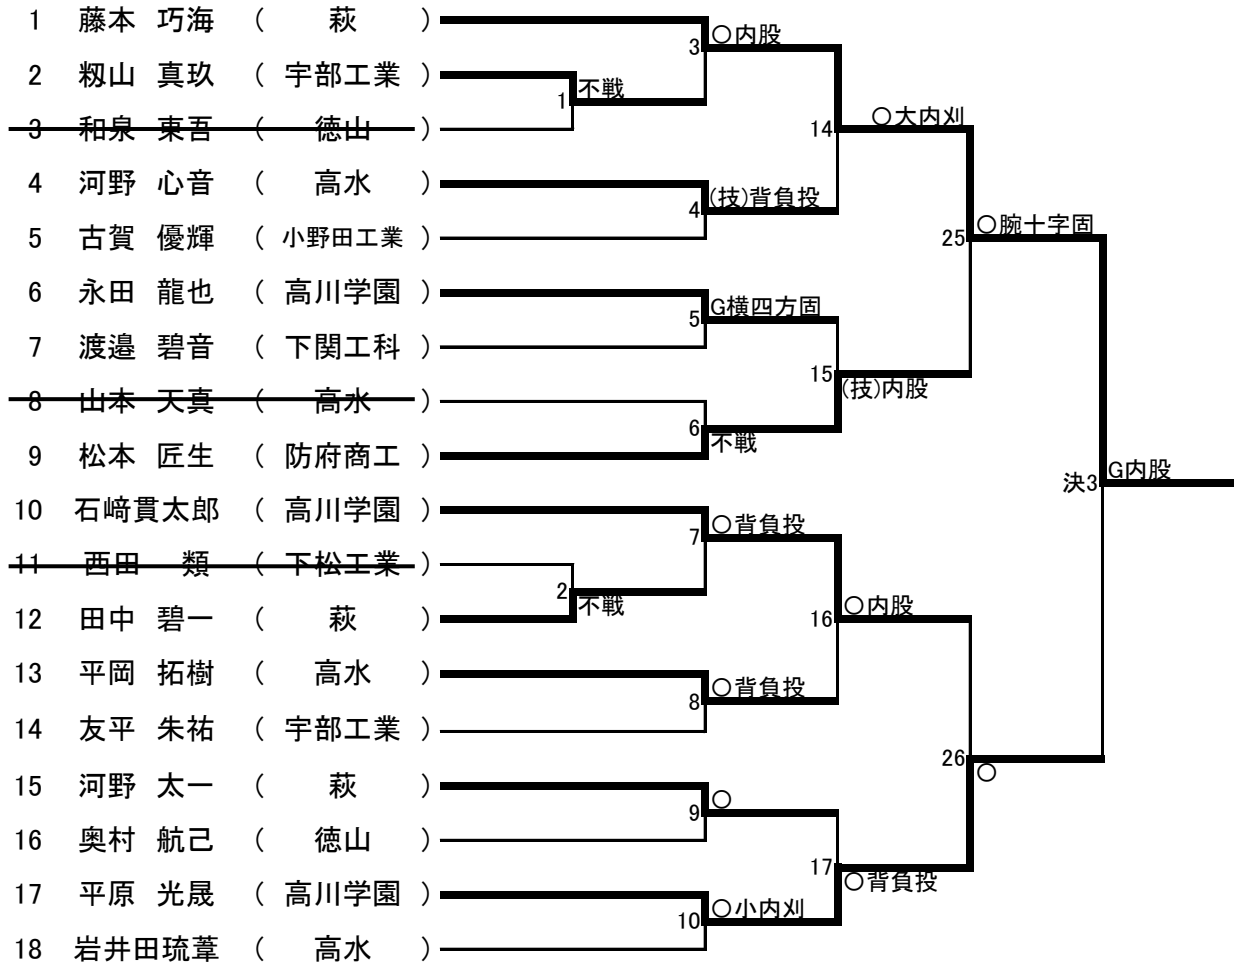 1 藤本 巧海 ( 萩 )
○内股
3
2 籾山 真玖 ( 宇部工業 )
不戦
1
○大内刈
14
3 和泉 東吾 ( 徳山 )
4 河野 心音 ( 高水 )
(技)背負投
4
○腕十字固
25
5 古賀 優輝 ( 小野田工業 )
6 永田 龍也 ( 高川学園 )
G横四方固
5
7 渡邉 碧音 ( 下関工科 )
15
(技)内股
8 山本 天真 ( 高水 )
6
不戦
9 松本 匠生 ( 防府商工 )
G内股
決3
10 石﨑貫太郎 ( 高川学園 )
○背負投
7
11 西田 類 ( 下松工業 )
2
不戦
12 田中 碧一 ( 萩 )
○内股
16
13 平岡 拓樹 ( 高水 )
○背負投
8
14 友平 朱祐 ( 宇部工業 )
26
○
15 河野 太一 ( 萩 )
○
9
16 奥村 航己 ( 徳山 )
17
○背負投
17 平原 光晟 ( 高川学園 )
○小内刈
10
18 岩井田琉葦 ( 高水 )